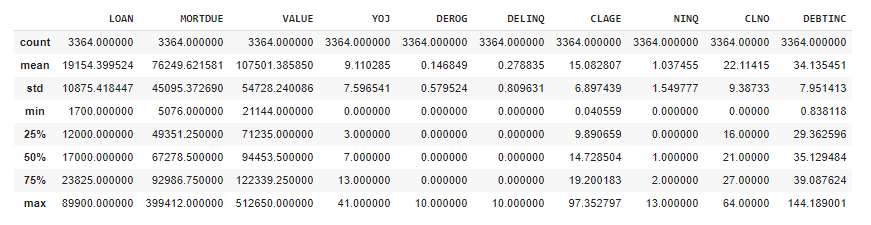 LOAN MORTDUE VALUE YOJ DEROG DELINQ CLAGE NINQ CLNO DEBTINC
count 3364.000000 3364.000000 3364.000000 3364.000000 3364.000000 3364.000000 3364.000000 3364.000000 3364.00000 3364.000000
mean 19154.399524 76249.621581 107501.385850 9.110285 0.146849 0.278835 15.082807 1.037455 22.11415 34.135451
std 10875.418447 45095.372690 54728.240086 7.596541 0.579524 0.809631 6.897439 1.549777 9.38733 7.951413
min 1700.000000 5076.000000 21144.000000 0.000000 0.000000 0.000000 0.040559 0.000000 0.00000 0.838118
25% 12000.000000 49351.250000 71235.000000 3.000000 0.000000 0.000000 9.890659 0.000000 16.00000 29.362596
50% 17000.000000 67278.500000 94453.500000 7.000000 0.000000 0.000000 14.728504 1.000000 21.00000 35.129484
75% 23825.000000 92986.750000 122339.250000 13.000000 0.000000 0.000000 19.200183 2.000000 27.00000 39.087624
max 89900.000000 399412.000000 512650.000000 41.000000 10.000000 10.000000 97.352797 13.000000 64.00000 144.189001